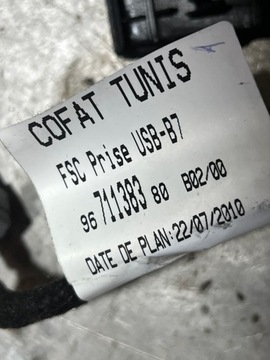 COFAT TUNIS
FSC Prise USB-B7
96 711383 80 B02/00
DATE DE PLAN:22/07/2010